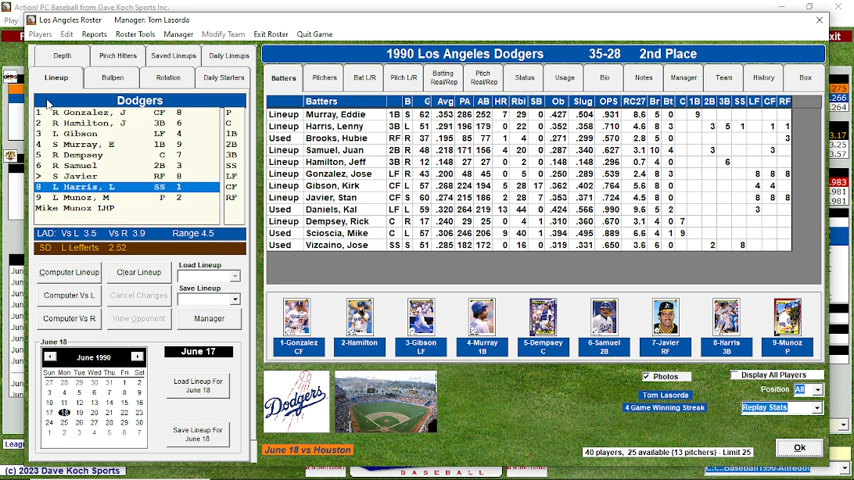 Action! PC Baseball from Dave Koch Sports Inc.
Los Angeles Roster Manager: Tom Lasorda
Players Edit Reports Roster Tools Manager Modify Team Exit Roster Quit Game
Depth Pinch Hitters Saved Lineups Daily Lineups
Lineup Bullpen Rotation Daily Starters
Dodgers
1 R Gonzalez, J CF 8 P
2 R Hamilton, J 3B 6 C
3 L Gibson LF 4 1B
4 S Murray, E 1B 9 2B
5 R Dempsey C 7 3B
6 R Samuel 2B 3 SS
> S Javier RF 8 LF
8 L Harris, L SS 1 CF
9 L Munoz, M P 2 RF
Mike Munoz LHP
LAD: Vs L 3.5 Vs R 3.9 Range 4.5
SD L Lefferts 2.52
Computer Lineup Clear Lineup Load Lineup
Computer Vs L Cancel Changes Save Lineup
Computer Vs R View Opponent Manager
June 18
June 1990
Sun Mon Tue Wed Thu Fri Sat
27 28 29 30 31 1 2
3 4 5 6 7 8 9
10 11 12 13 14 15 16
17 18 19 20 21 22 23
24 25 26 27 28 29 30
1 2 3 4 5 6 7
June 17
Load Lineup For June 18
Save Lineup For June 18
(c) 2023 Dave Koch Sports
1990 Los Angeles Dodgers 35-28 2nd Place
Batters Pitchers Bat L/R Pitch L/R Batting Real/Rep Pitch Real/Rep Status Usage Bio Notes Manager Team History Box
Batters B G Avg PA AB HR Rbi SB Ob Slug OPS RC27 Br Bt C 1B 2B 3B SS LF CF RF
Lineup Murray, Eddie 1B S 62 .353 286 252 7 29 0 .427 .504 .931 8.6 5 0 9
Lineup Harris, Lenny 3B L 51 .291 196 179 0 22 0 .352 .358 .710 4.6 8 3 3 5 1 1 1
Used Brooks, Hubie RF R 37 .195 85 77 1 4 0 .271 .299 .570 2.8 5 0
Lineup Samuel, Juan 2B R 48 .218 171 156 4 20 0 .287 .340 .627 3.1 10 4 3 3
Lineup Hamilton, Jeff 3B R 12 .148 27 27 0 2 0 .148 .148 .296 0.7 4 0 6
Lineup Gonzalez, Jose LF R 43 .200 48 45 0 5 0 .250 .289 .539 2.4 8 3 8 8 8
Lineup Gibson, Kirk CF L 57 .268 224 194 5 28 17 .362 .402 .764 5.6 8 0 4 4
Lineup Javier, Stan CF S 60 .274 215 186 2 28 7 .353 .371 .724 4.5 8 8 8 8 8
Used Daniels, Kal LF L 59 .320 264 219 13 44 0 .424 .566 .990 9.6 5 2 3
Lineup Dempsey, Rick C R 17 .240 29 25 0 4 1 .310 .360 .670 3.1 4 0 7
Used Scioscia, Mike C L 57 .306 246 206 9 40 1 .394 .495 .889 6.6 4 1 9
Used Vizcaino, Jose SS S 51 .285 182 172 0 16 0 .319 .331 .650 3.6 6 0 2 8
1-Gonzalez CF
2-Hamilton
3-Gibson LF
4-Murray 1B
5-Dempsey C
6-Samuel 2B
7-Javier RF
8-Harris 3B
9-Munoz P
Dodgers
Photos
Tom Lasorda
4 Game Winning Streak
Display All Players
Position All
Replay Stats
June 18 vs Houston
40 players, 25 available (13 pitchers) - Limit 25
Ok
BASEBALL